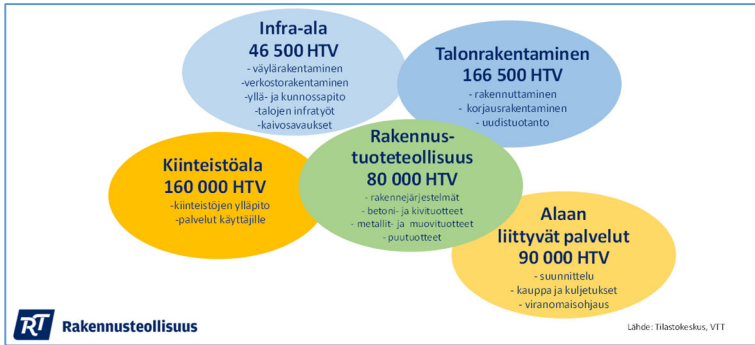 Infra-ala
46 500 HTV
- väylärakentaminen
-verkostorakentaminen
-yllä- ja kunnossapito
-talojen infratyöt
-kaivosavaukset
Talonrakentaminen
166 500 HTV
- rakennuttaminen
- korjausrakentaminen
- uudistuotanto
Rakennus-
tuoteteollisuus
80 000 HTV
- rakennejärjestelmät
- betoni- ja kivituotteet
- metallit- ja muovituotteet
- puutuotteet
Kiinteistöala
160 000 HTV
-kiinteistöjen ylläpito
-palvelut käyttäjille
Alaan
liittyvät palvelut
90 000 HTV
- suunnittelu
- kauppa ja kuljetukset
- viranomaisohjaus
RT Rakennusteollisuus
Lähde: Tilastokeskus, VTT